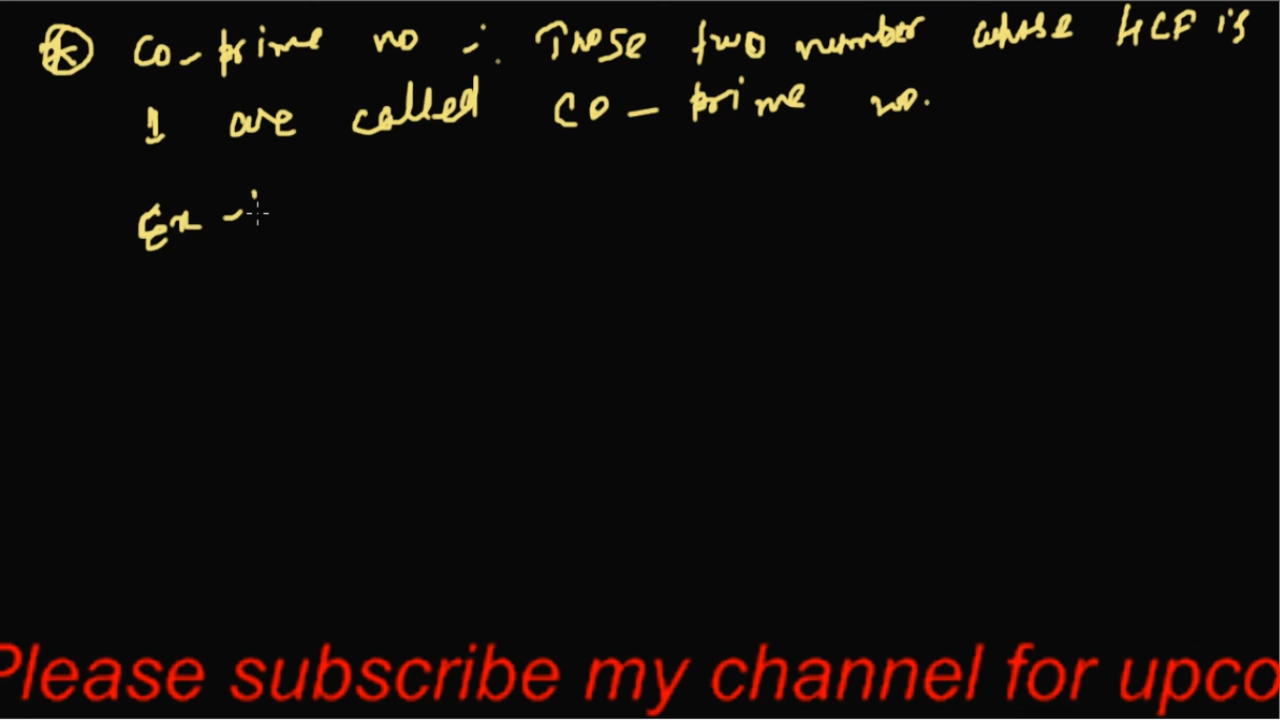 Co-prime no -: Those two number whose HCF is
1 are called co-prime no.
Ex -:
Please subscribe my channel for upco